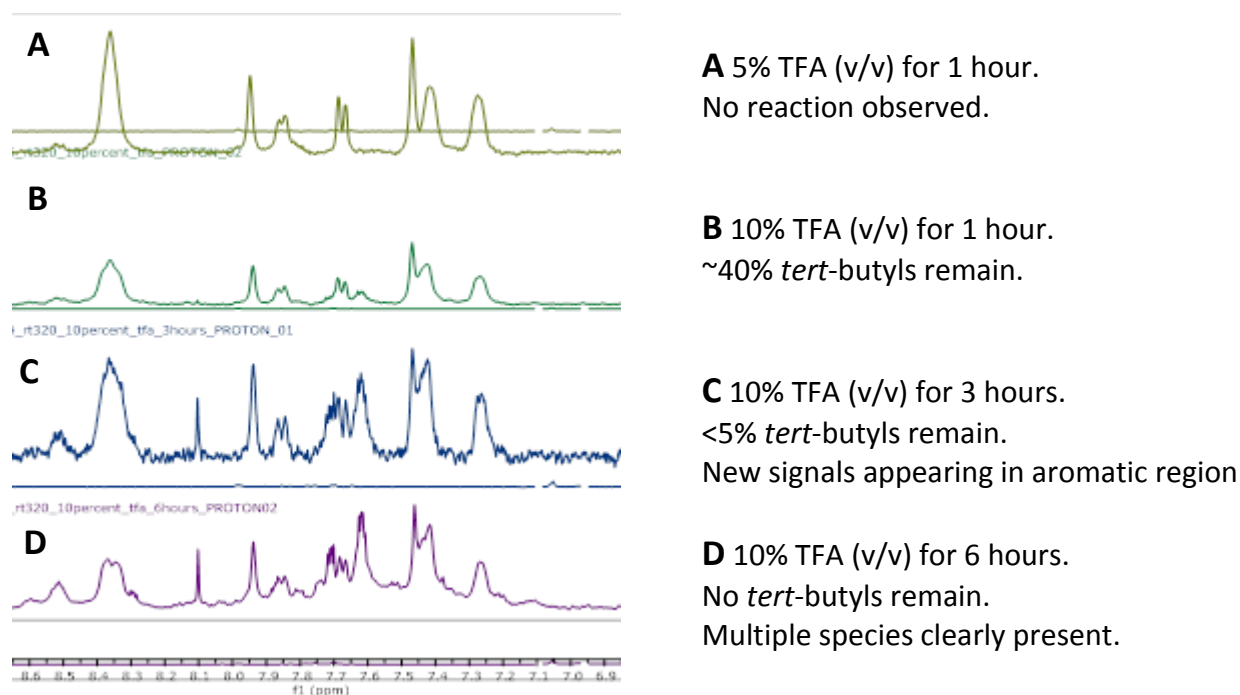 A
A 5% TFA (v/v) for 1 hour.
No reaction observed.
_rt320_10percent_tfa_PROTON_02
B
B 10% TFA (v/v) for 1 hour.
~40% tert-butyls remain.
_rt320_10percent_tfa_3hours_PROTON_01
C
C 10% TFA (v/v) for 3 hours.
<5% tert-butyls remain.
New signals appearing in aromatic region
_rt320_10percent_tfa_6hours_PROTON02
D
D 10% TFA (v/v) for 6 hours.
No tert-butyls remain.
Multiple species clearly present.
8.6 8.5 8.4 8.3 8.2 8.1 8.0 7.9 7.8 7.7 7.6 7.5 7.4 7.3 7.2 7.1 7.0 6.9
f1 (ppm)